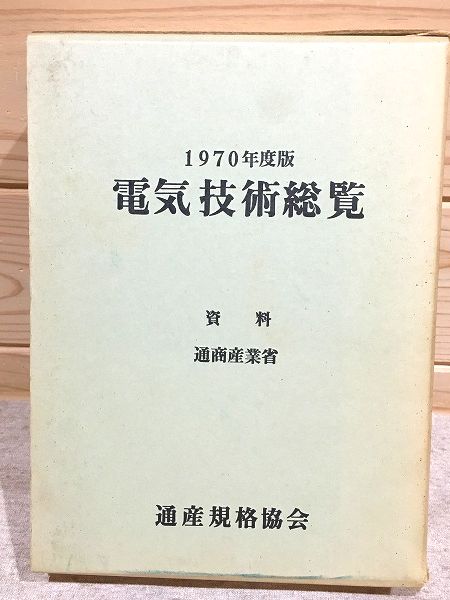 1970年度版
電気技術総覧
資 料
通商産業省
通産規格協会